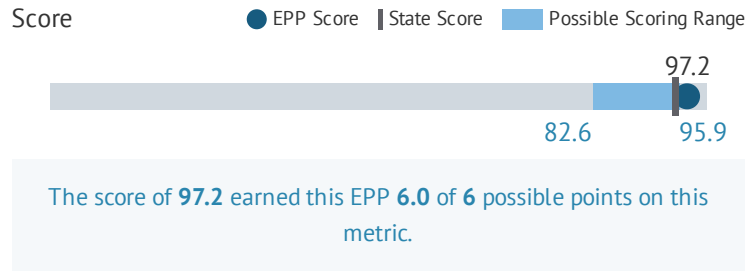 Score EPP Score State Score Possible Scoring Range
97.2
82.6 95.9
The score of 97.2 earned this EPP 6.0 of 6 possible points on this
metric.